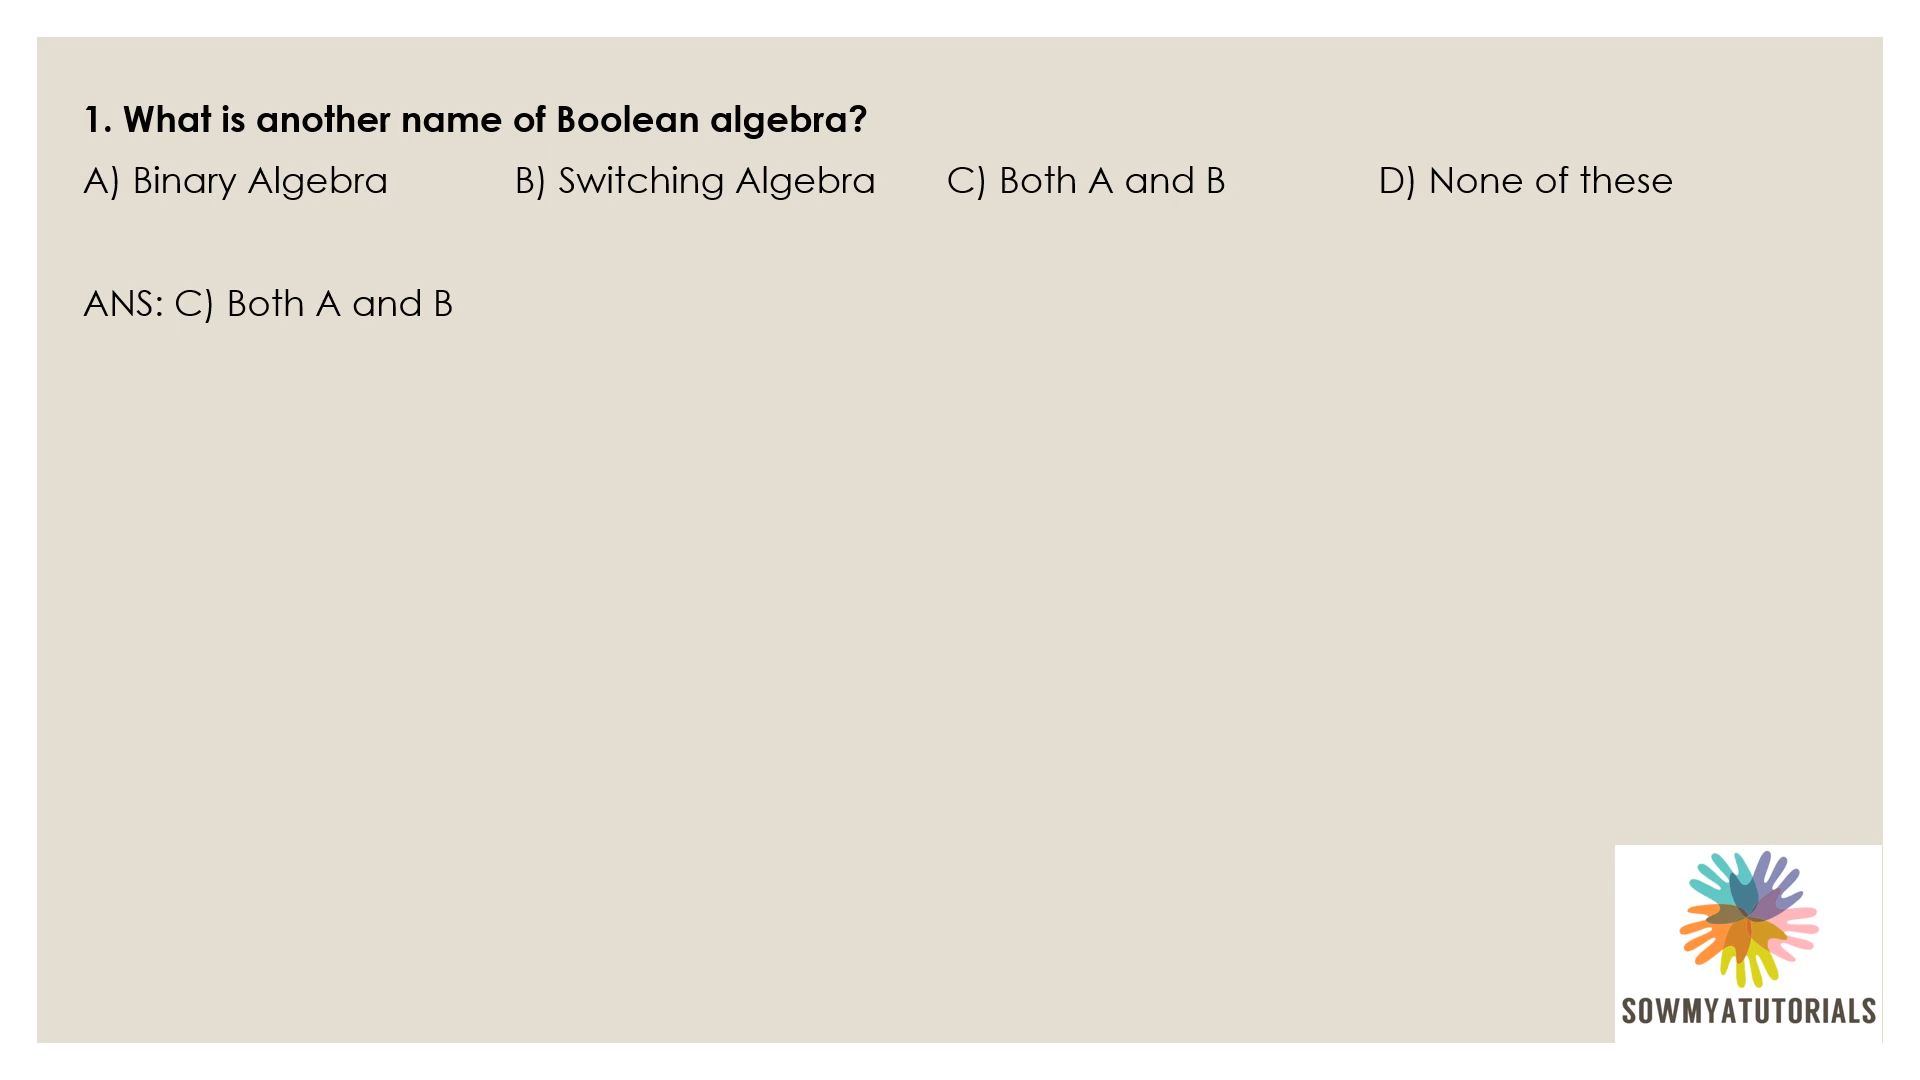 1. What is another name of Boolean algebra?
A) Binary Algebra B) Switching Algebra C) Both A and B D) None of these
ANS: C) Both A and B
SOWMYATUTORIALS